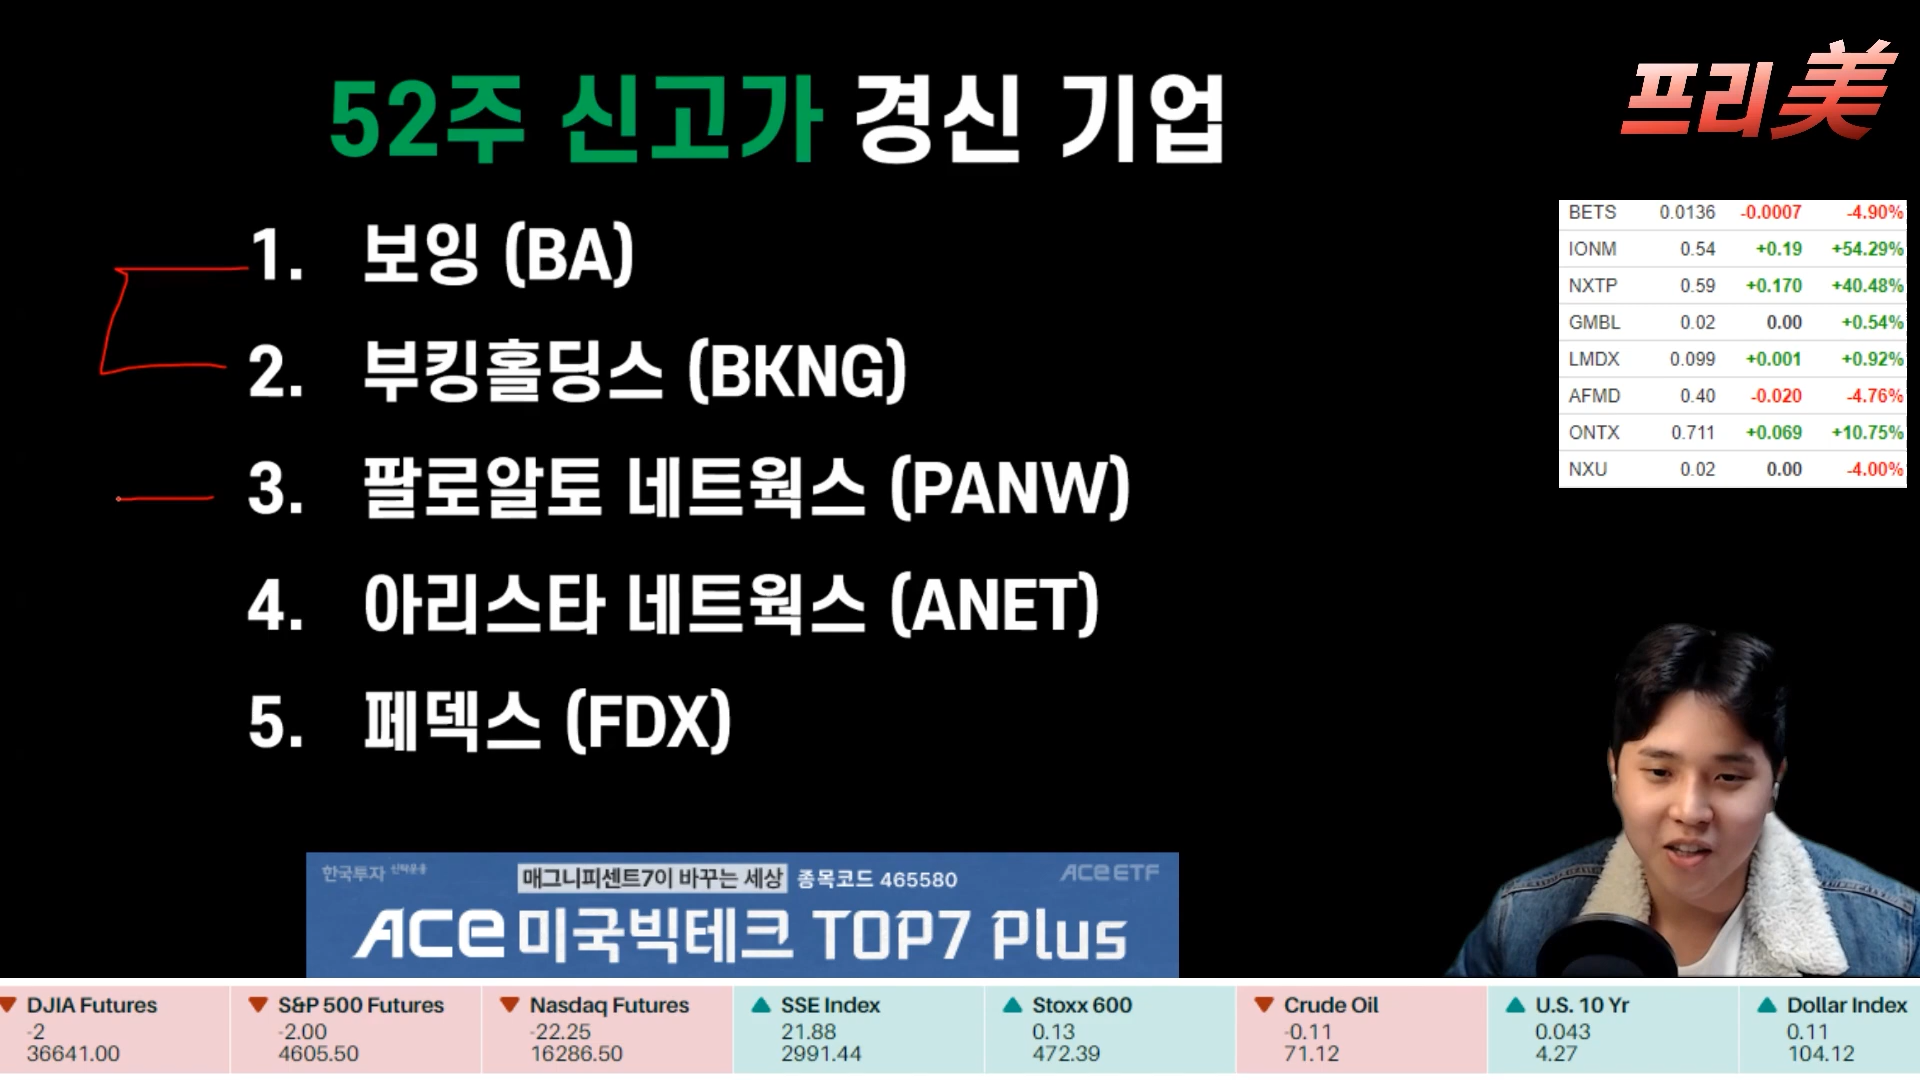 프리美
52주 신고가 경신 기업
1. 보잉 (BA)
2. 부킹홀딩스 (BKNG)
3. 팔로알토 네트웍스 (PANW)
4. 아리스타 네트웍스 (ANET)
5. 페덱스 (FDX)
BETS 0.0136 -0.0007 -4.90%
IONM 0.54 +0.19 +54.29%
NXTP 0.59 +0.170 +40.48%
GMBL 0.02 0.00 +0.54%
LMDX 0.099 +0.001 +0.92%
AFMD 0.40 -0.020 -4.76%
ONTX 0.711 +0.069 +10.75%
NXU 0.02 0.00 -4.00%
한국투자 신탁운용 매그니피센트7이 바꾸는 세상 종목코드 465580 ACE ETF
ACE 미국빅테크 TOP7 Plus
DJIA Futures
-2
36641.00
S&P 500 Futures
-2.00
4605.50
Nasdaq Futures
-22.25
16286.50
SSE Index
21.88
2991.44
Stoxx 600
0.13
472.39
Crude Oil
-0.11
71.12
U.S. 10 Yr
0.043
4.27
Dollar Index
0.11
104.12